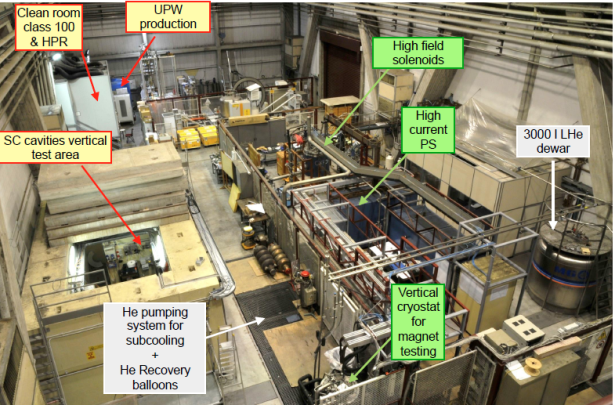 Clean room
class 100
& HPR
UPW
production
High field
solenoids
High
current
PS
3000 l LHe
dewar
SC cavities vertical
test area
He pumping
system for
subcooling
+
He Recovery
balloons
Vertical
cryostat
for
magnet
testing